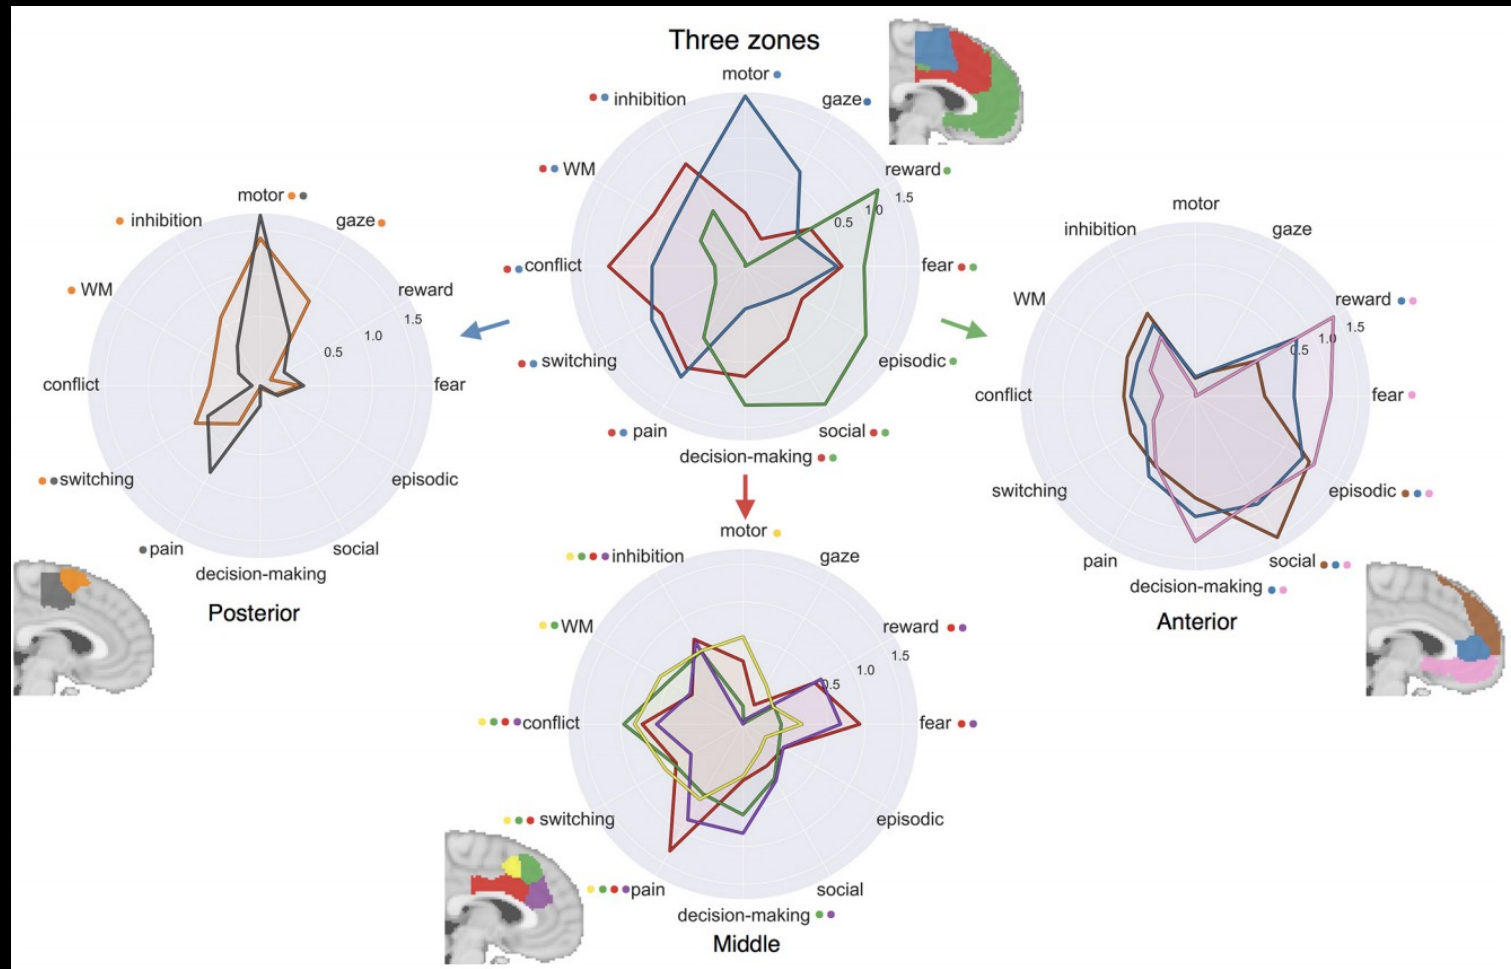 Three zones
motor
gaze
reward
1.5
1.0
0.5
fear
episodic
social
decision-making
pain
switching
conflict
WM
inhibition
motor
gaze
reward
1.5
1.0
0.5
fear
episodic
social
decision-making
pain
switching
conflict
WM
inhibition
Posterior
motor
gaze
reward
1.5
1.0
0.5
fear
episodic
social
decision-making
pain
switching
conflict
WM
inhibition
Anterior
motor
gaze
reward
1.5
1.0
0.5
fear
episodic
social
decision-making
pain
switching
conflict
WM
inhibition
Middle